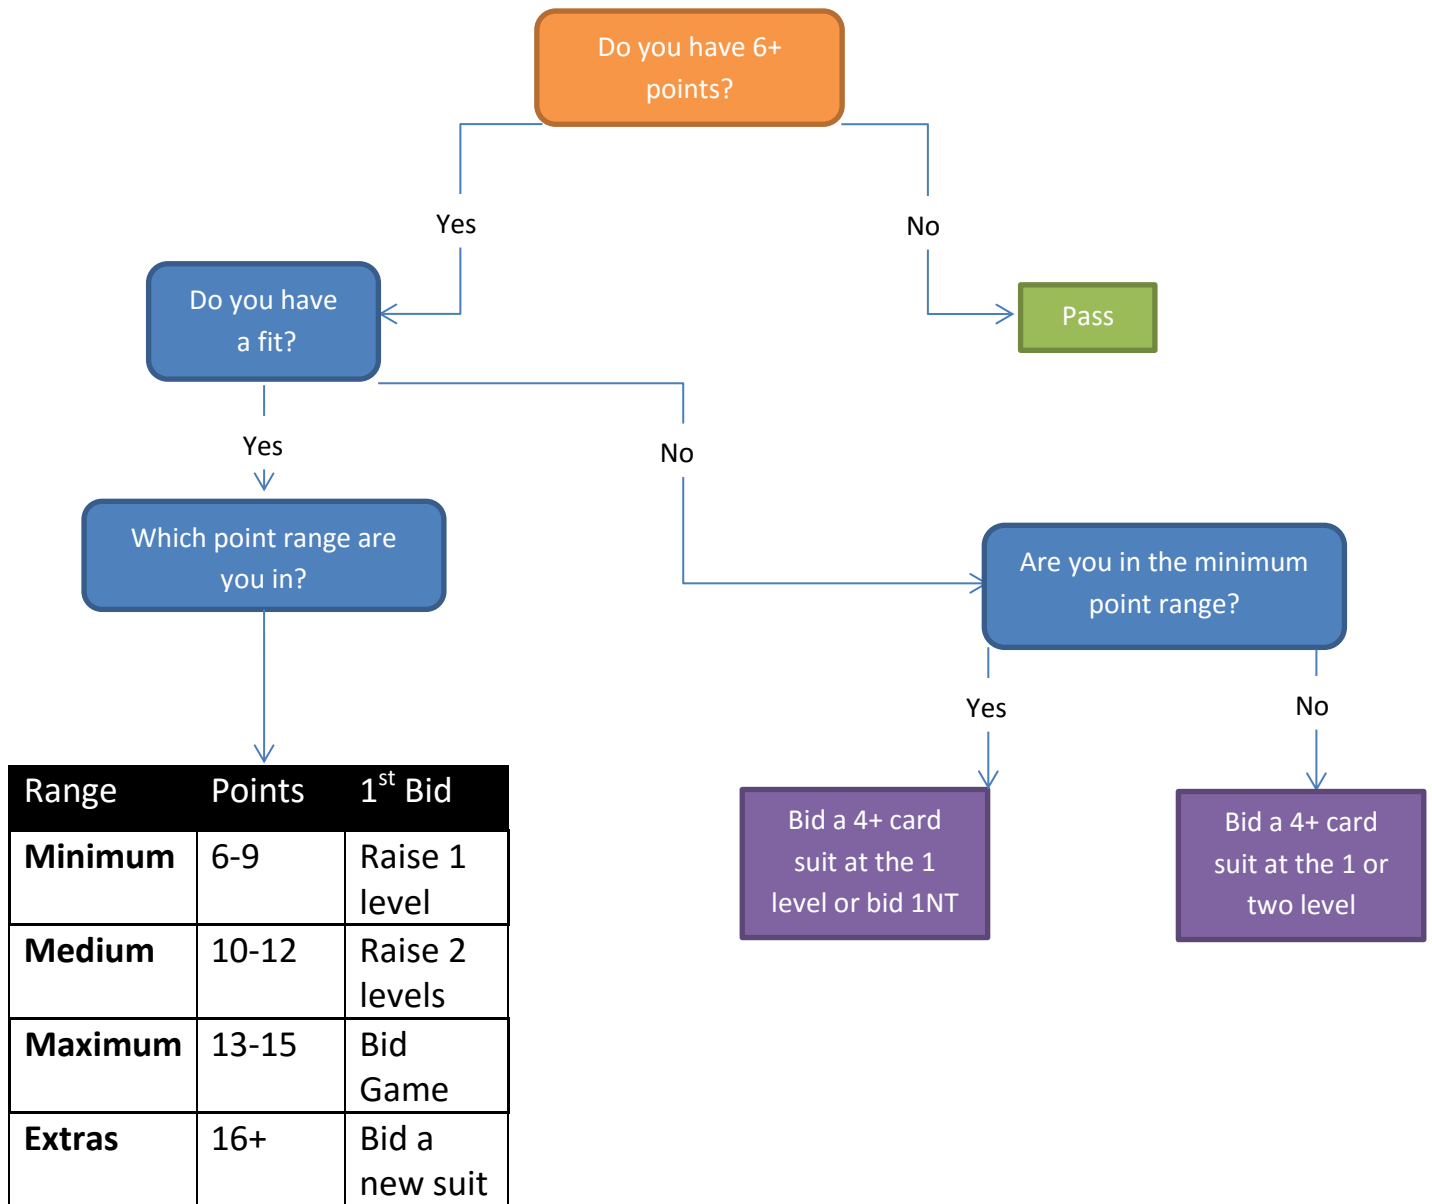 Do you have 6+
points?
Yes
No
Do you have
a fit?
Pass
Yes
No
Which point range are
you in?
Are you in the minimum
point range?
Yes
No
Range Points 1st Bid
Minimum 6-9 Raise 1
level
Medium 10-12 Raise 2
levels
Maximum 13-15 Bid
Game
Extras 16+ Bid a
new suit
Bid a 4+ card
suit at the 1
level or bid 1NT
Bid a 4+ card
suit at the 1 or
two level